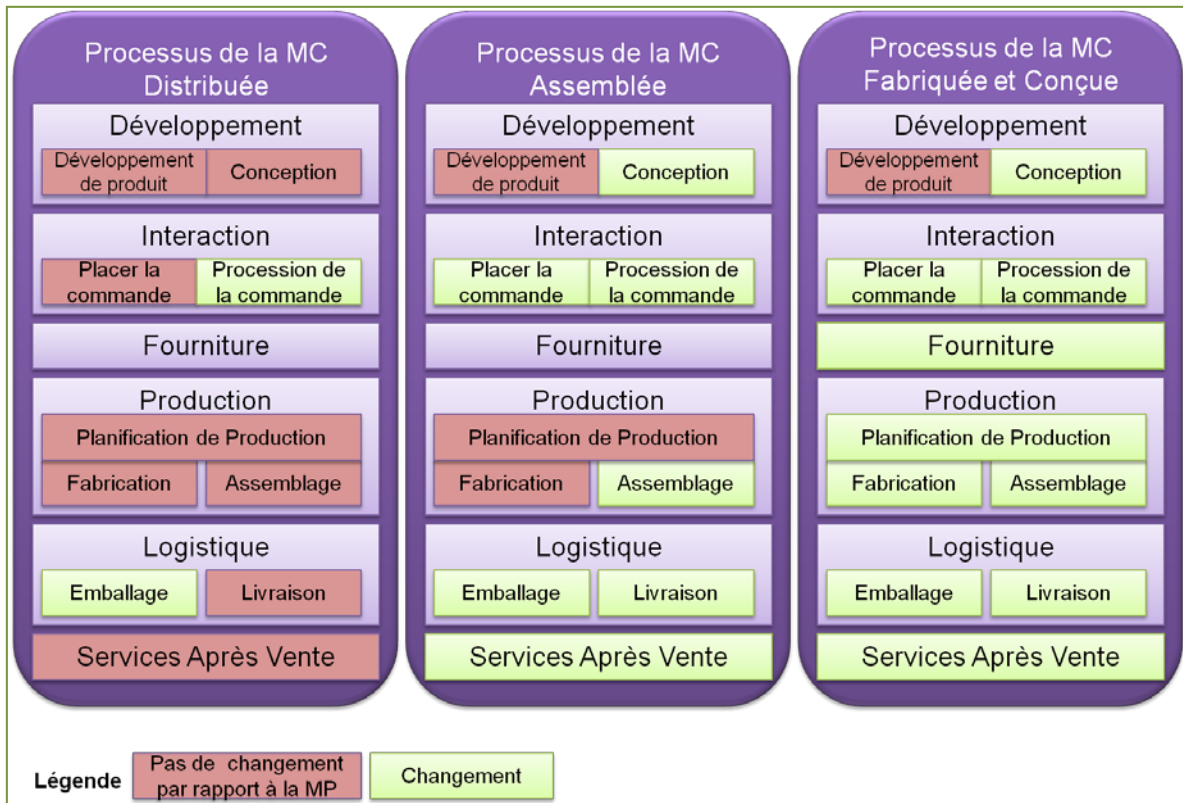 Processus de la MC
Distribuée
Développement
Développement
de produit
Conception
Interaction
Placer la
commande
Procession de
la commande
Fourniture
Production
Planification de Production
Fabrication
Assemblage
Logistique
Emballage
Livraison
Services Après Vente
Processus de la MC
Assemblée
Développement
Développement
de produit
Conception
Interaction
Placer la
commande
Procession de
la commande
Fourniture
Production
Planification de Production
Fabrication
Assemblage
Logistique
Emballage
Livraison
Services Après Vente
Processus de la MC
Fabriquée et Conçue
Développement
Développement
de produit
Conception
Interaction
Placer la
commande
Procession de
la commande
Fourniture
Production
Planification de Production
Fabrication
Assemblage
Logistique
Emballage
Livraison
Services Après Vente
Légende
Pas de changement
par rapport à la MP
Changement